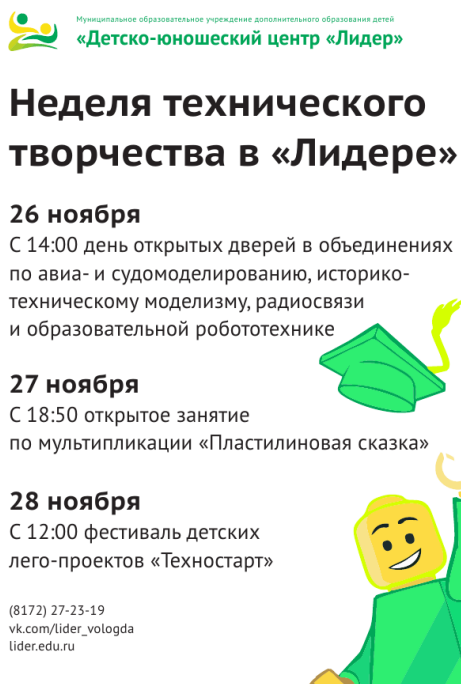 Муниципальное образовательное учреждение дополнительного образования детей
«Детско-юношеский центр «Лидер»
Неделя технического
творчества в «Лидере»
26 ноября
С 14:00 день открытых дверей в объединениях
по авиа- и судомоделированию, историко-
техническому моделизму, радиосвязи
и образовательной робототехнике
27 ноября
С 18:50 открытое занятие
по мультипликации «Пластилиновая сказка»
28 ноября
С 12:00 фестиваль детских
лего-проектов «Техностарт»
(8172) 27-23-19
vk.com/lider_vologda
lider.edu.ru